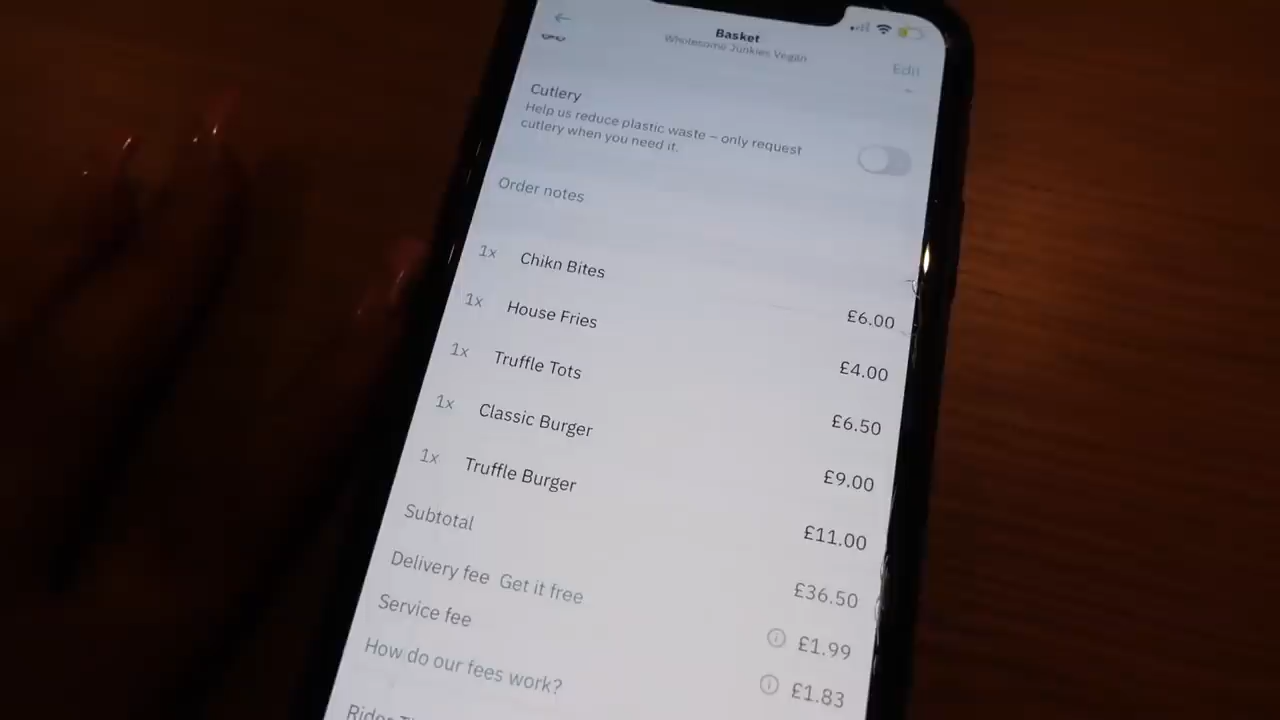 Basket
Wholesome Junkies Vegan
Edit
Cutlery
Help us reduce plastic waste – only request
cutlery when you need it.
Order notes
1x Chikn Bites £6.00
1x House Fries £4.00
1x Truffle Tots £6.50
1x Classic Burger £9.00
1x Truffle Burger £11.00
Subtotal £36.50
Delivery fee Get it free £1.99
Service fee £1.83
How do our fees work?
Rider